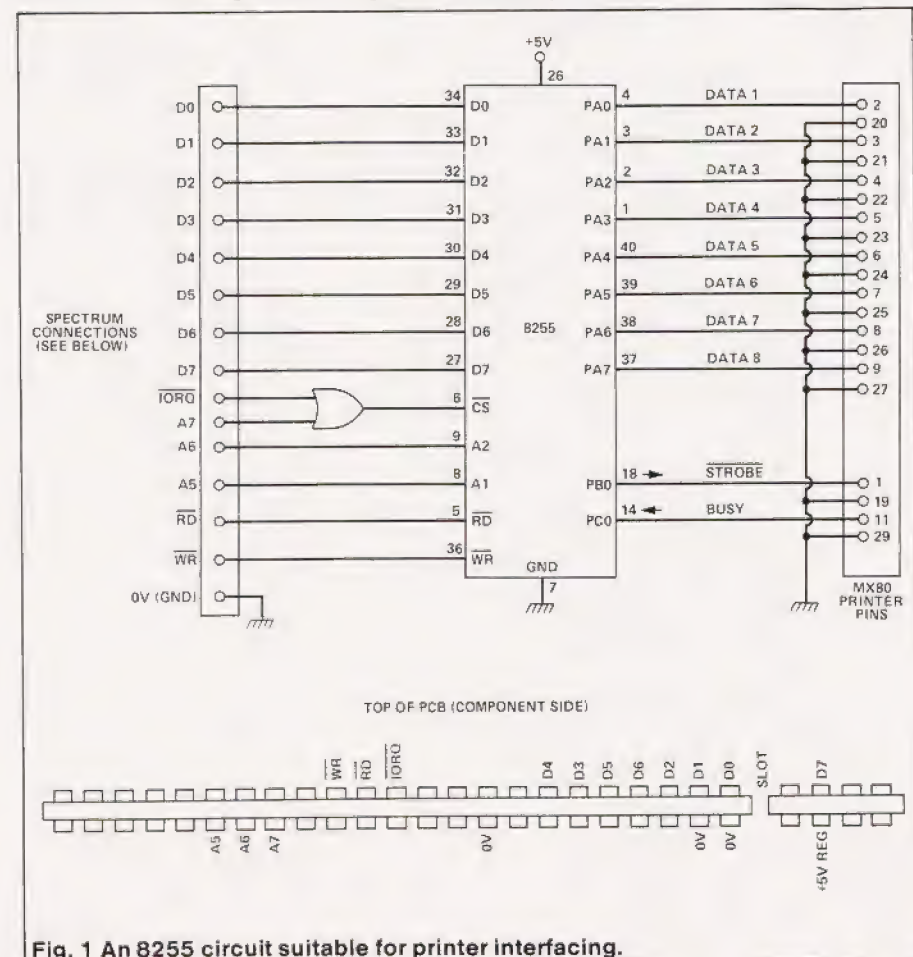 +5V
26
D0 34 D0 PA0 4 DATA 1 2
20
D1 33 D1 PA1 3 DATA 2 3
21
D2 32 D2 PA2 2 DATA 3 4
22
D3 31 D3 PA3 1 DATA 4 5
23
D4 30 D4 PA4 40 DATA 5 6
24
D5 29 D5 PA5 39 DATA 6 7
25
SPECTRUM
CONNECTIONS
(SEE BELOW)
8255
D6 28 D6 PA6 38 DATA 7 8
26
D7 27 D7 PA7 37 DATA 8 9
IORQ 6 CS 27
A7
A6 9 A2
A5 8 A1 PB0 18 STROBE 1
19
RD 5 RD PC0 14 BUSY 11
29
WR 36 WR
GND
7
0V (GND)
MX80
PRINTER
PINS
TOP OF PCB (COMPONENT SIDE)
WR RD IORQ D4 D3 D5 D6 D2 D1 D0 SLOT D7
A5 A6 A7 0V 0V 0V +5V REG
Fig. 1 An 8255 circuit suitable for printer interfacing.